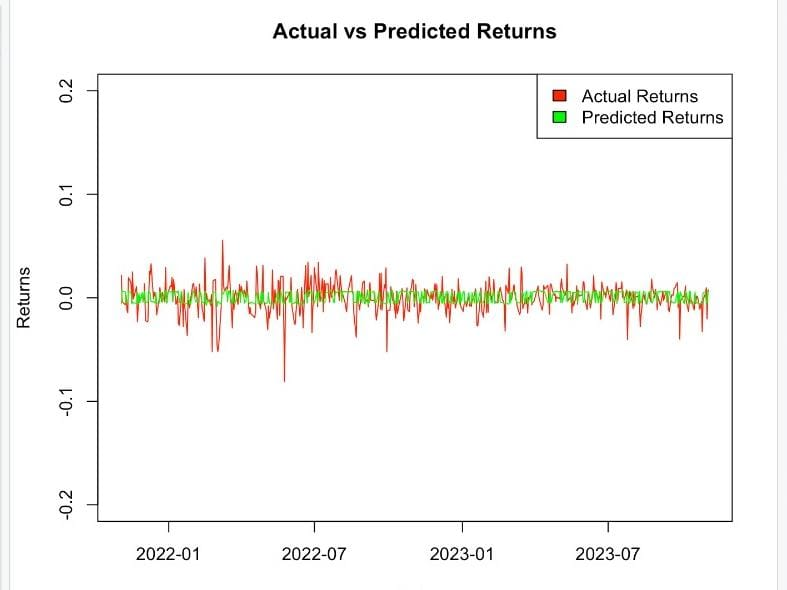 Actual vs Predicted Returns
Actual Returns
Predicted Returns
Returns
0.2
0.1
0.0
-0.1
-0.2
2022-01 2022-07 2023-01 2023-07